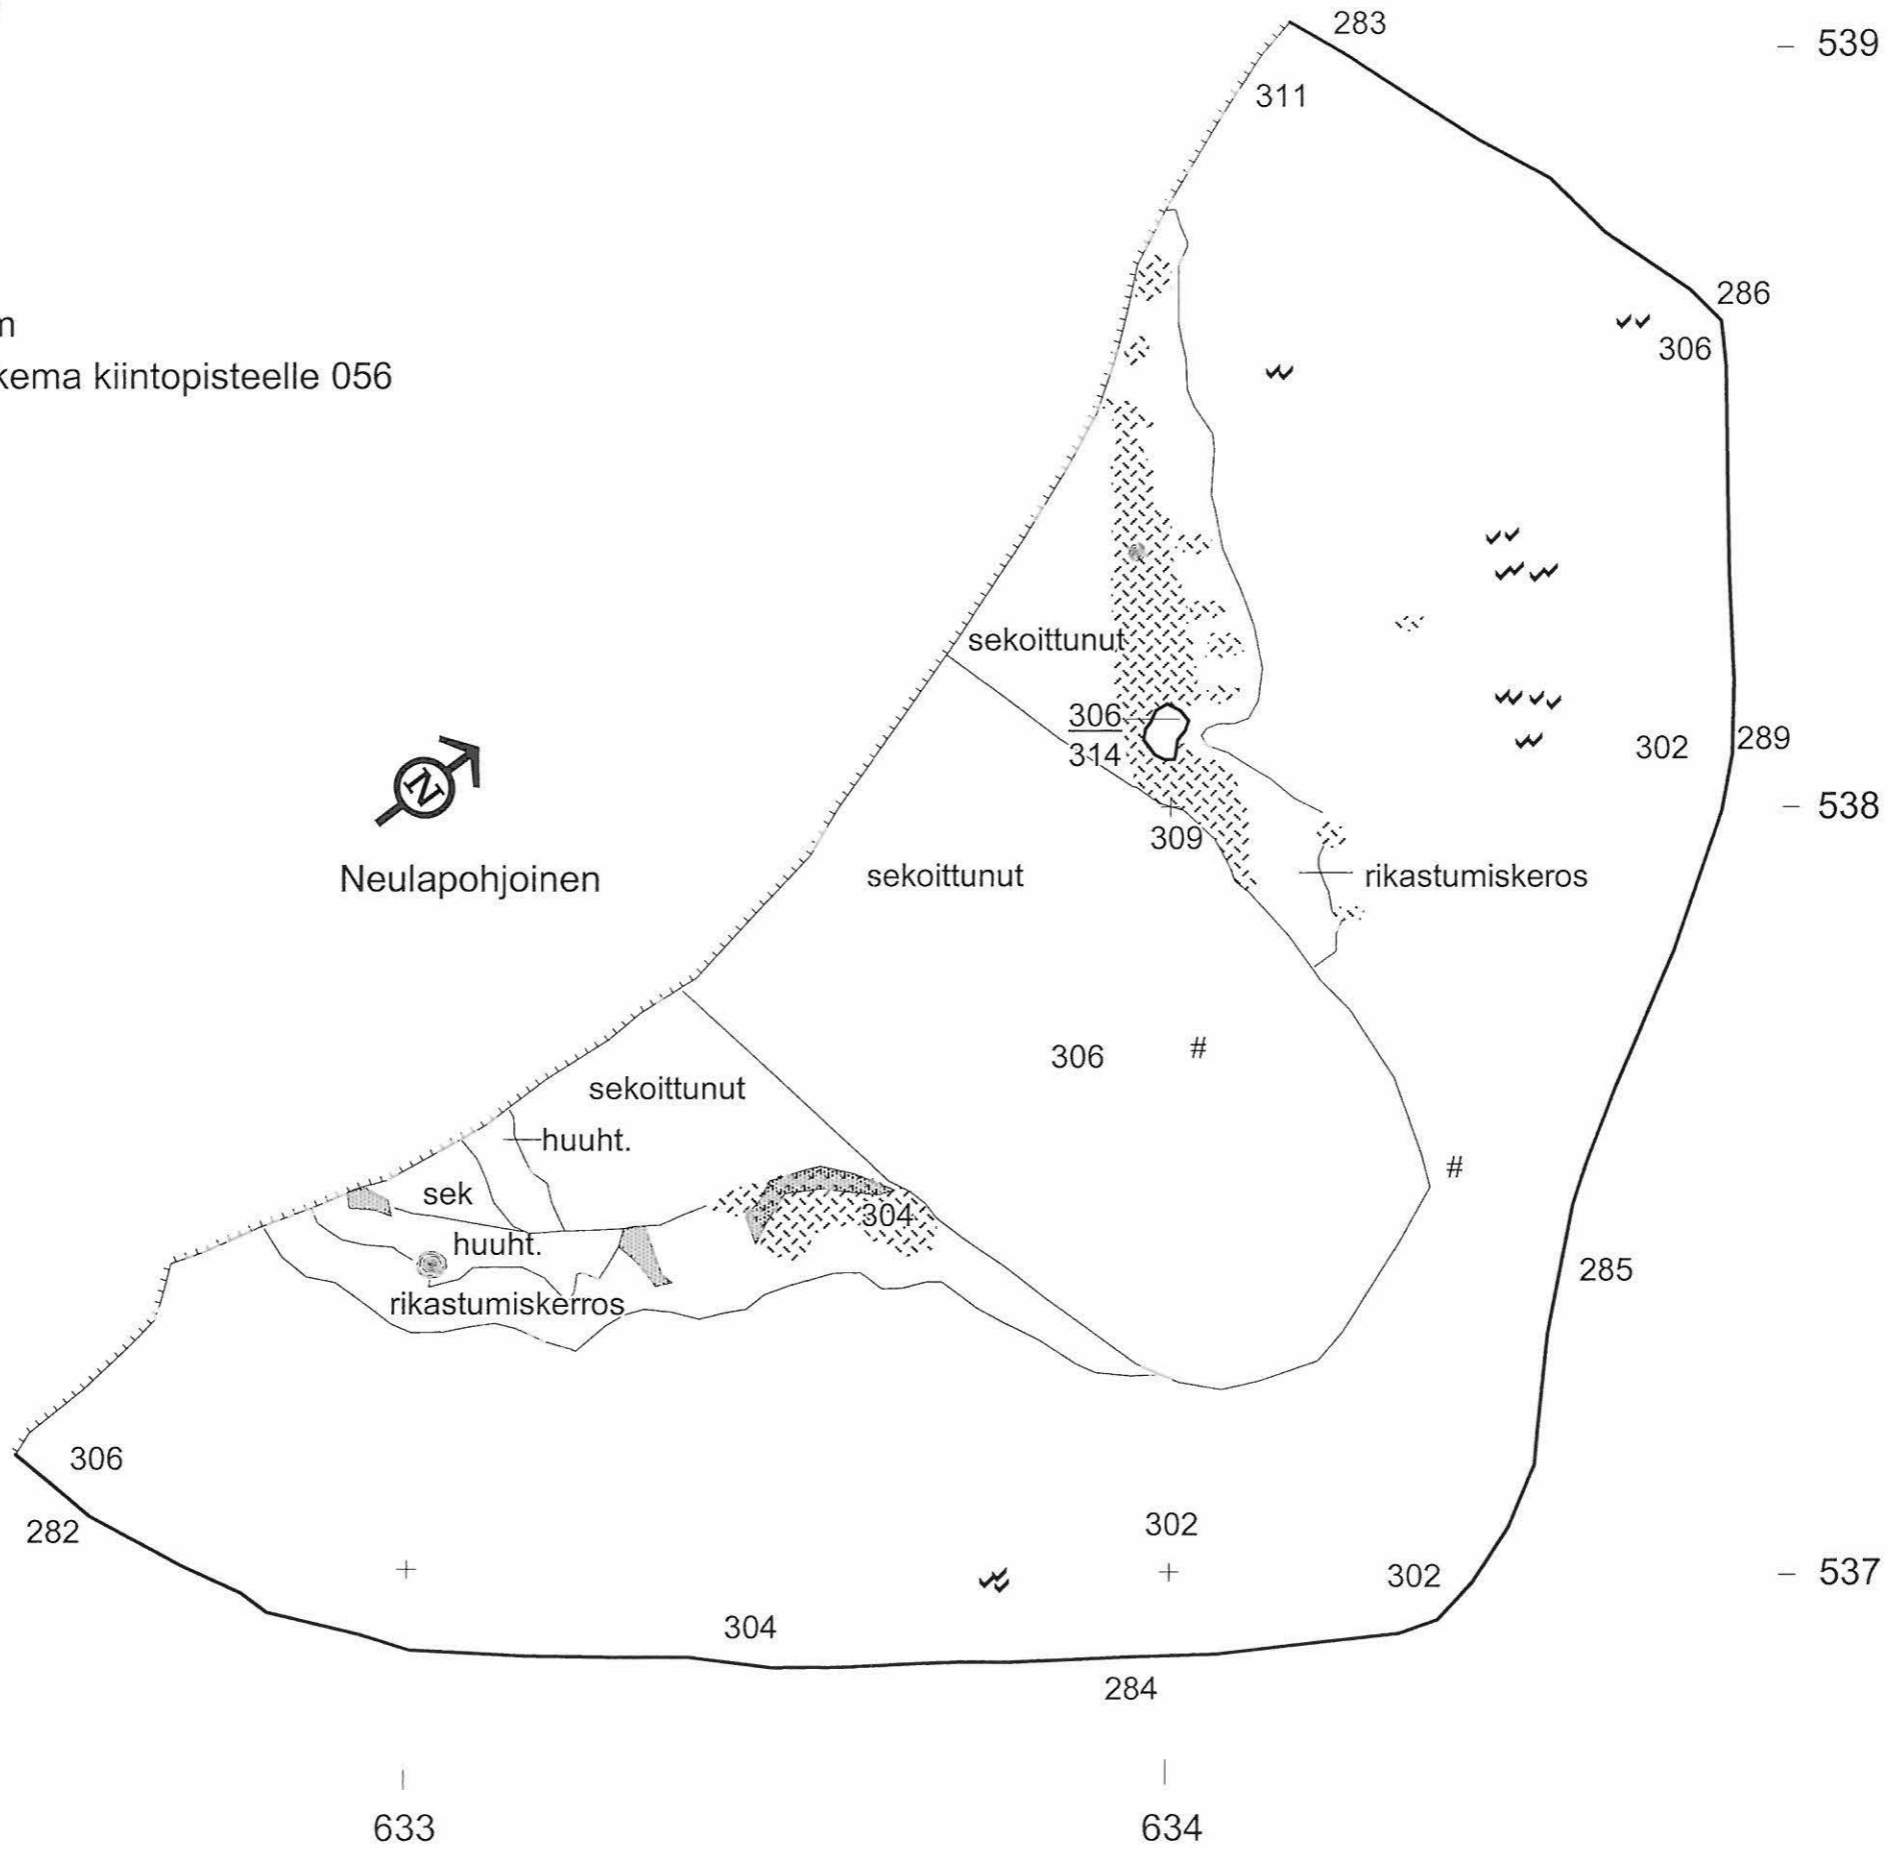 283
539
311
286
306
m
kema kiintopisteelle 056
sekoittunut
306
314
302
289
538
309
N
Neulapohjoinen
sekoittunut
rikastumiskeros
306
#
sekoittunut
huuht.
#
sek
304
huuht.
285
rikastumiskerros
306
282
302
302
537
304
284
633
634